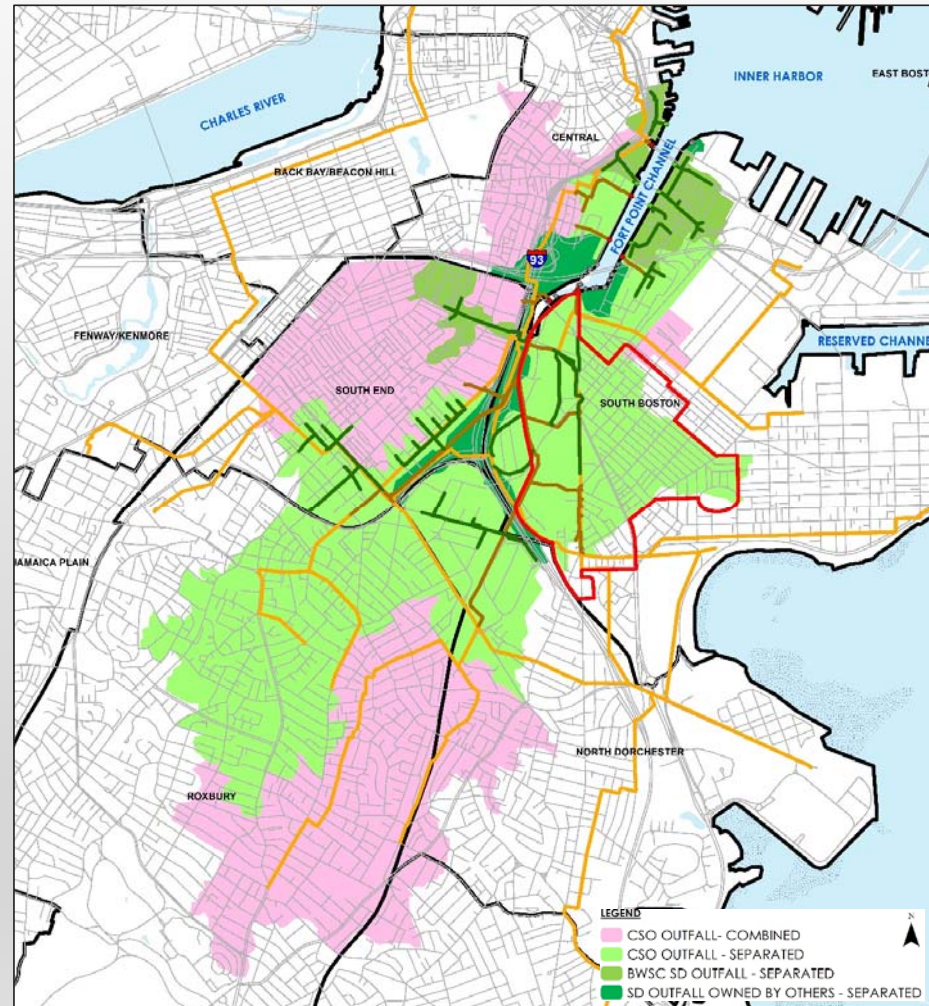 INNER HARBOR
EAST BOST
CHARLES RIVER
CENTRAL
BACK BAY/BEACON HILL
FORT POINT CHANNEL
93
FENWAY/KENMORE
RESERVED CHANNE
SOUTH END
SOUTH BOSTON
JAMAICA PLAIN
NORTH DORCHESTER
ROXBURY
LEGEND
N
CSO OUTFALL- COMBINED
CSO OUTFALL - SEPARATED
BWSC SD OUTFALL - SEPARATED
SD OUTFALL OWNED BY OTHERS - SEPARATED